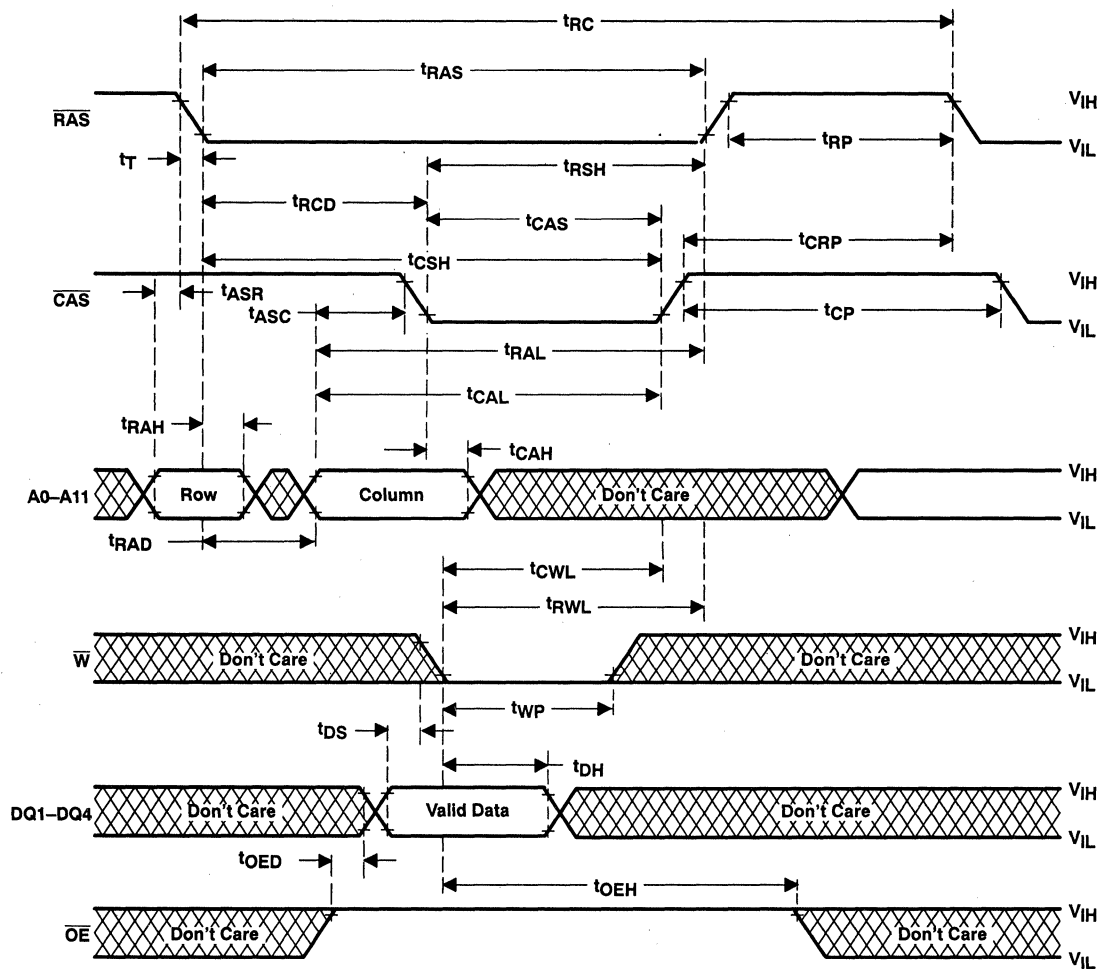 tRC
tRAS
VIH
RAS
tRP
VIL
tT
tRSH
tRCD
tCAS
tCRP
tCSH
VIH
CAS
tASR
tASC
tCP
VIL
tRAL
tCAL
tRAH
tCAH
VIH
A0–A11
Row
Column
Don't Care
VIL
tRAD
tCWL
tRWL
VIH
W
Don't Care
Don't Care
VIL
tWP
tDS
tDH
VIH
DQ1–DQ4
Don't Care
Valid Data
Don't Care
VIL
tOED
tOEH
VIH
OE
Don't Care
Don't Care
VIL